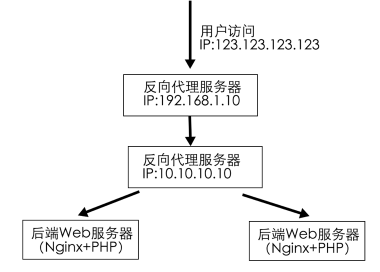 用户访问
IP:123.123.123.123
反向代理服务器
IP:192.168.1.10
反向代理服务器
IP:10.10.10.10
后端Web服务器
(Nginx+PHP)
后端Web服务器
(Nginx+PHP)